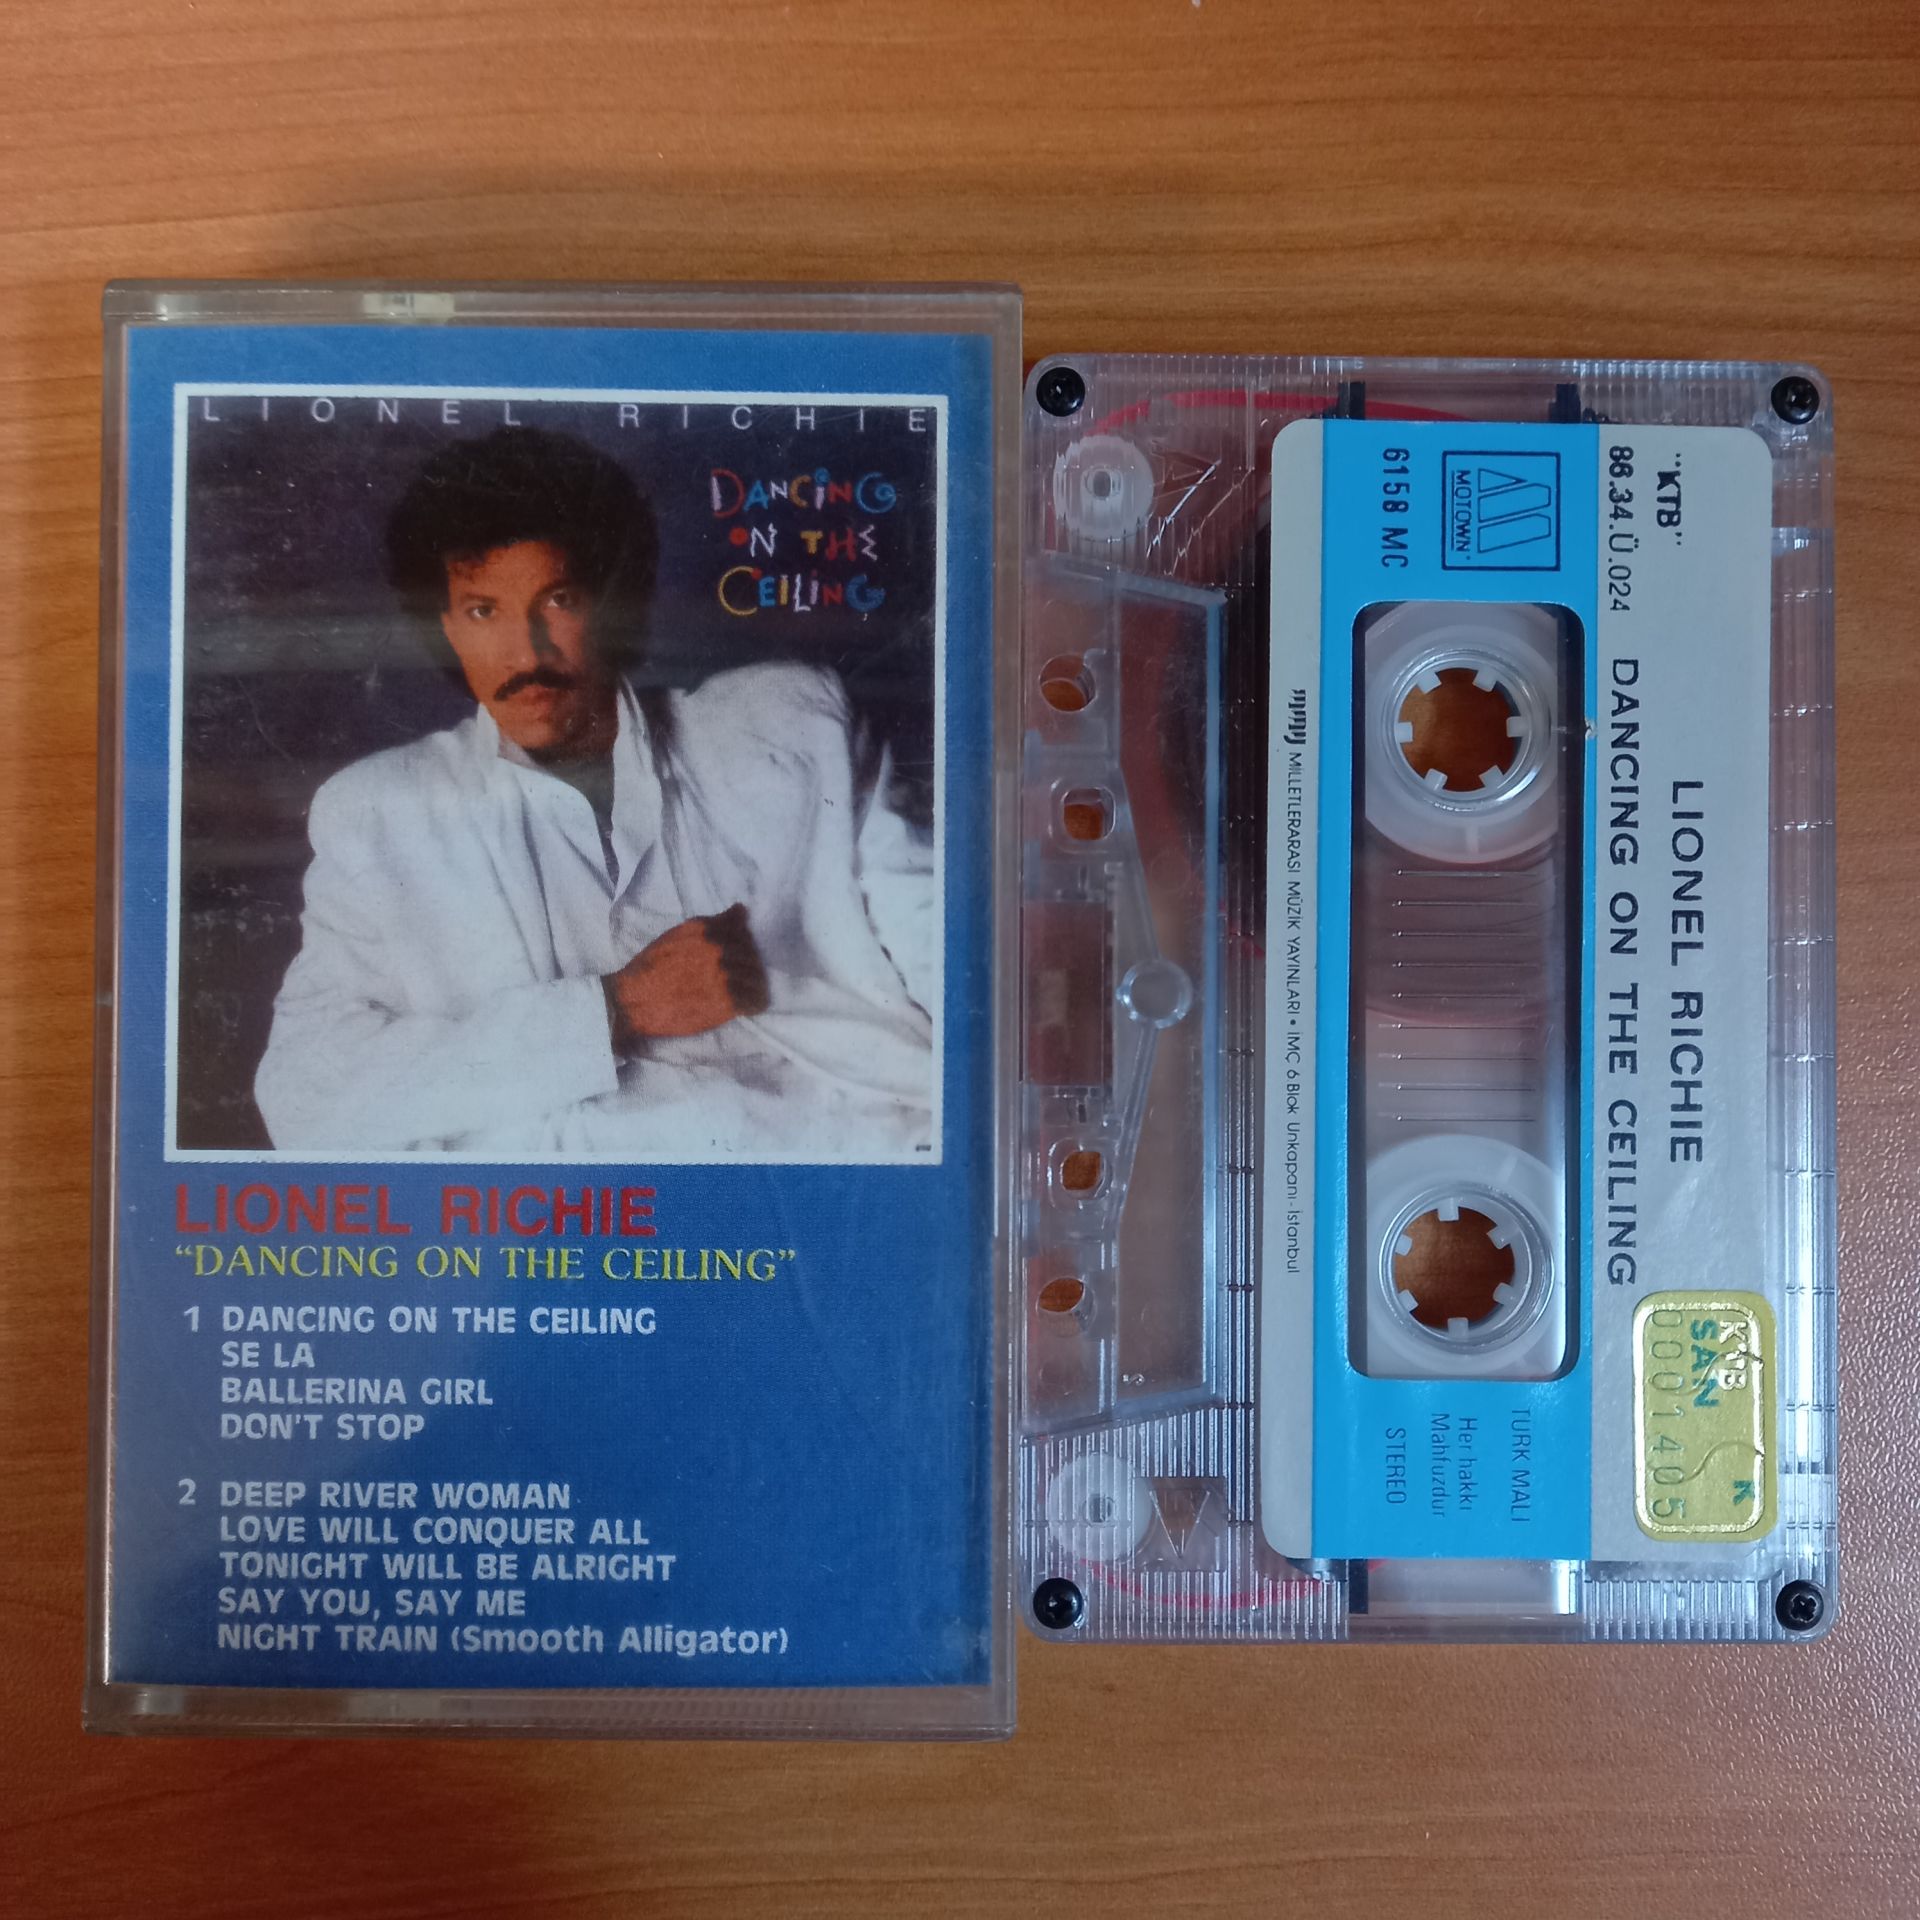 LIONEL RICHIE
DANCING
ON THE
CEILING
LIONEL RICHIE
“DANCING ON THE CEILING”
1 DANCING ON THE CEILING
SE LA
BALLERINA GIRL
DON'T STOP
2 DEEP RIVER WOMAN
LOVE WILL CONQUER ALL
TONIGHT WILL BE ALRIGHT
SAY YOU, SAY ME
NIGHT TRAIN (Smooth Alligator)
"KTB"
86.34.Ü.024
LIONEL RICHIE
DANCING ON THE CEILING
MOTOWN
6158 MC
TÜRK MALI
Her hakkı
Mahfuzdur
STEREO
MİLLETLERARASI MÜZİK YAYINLARI • İMÇ 6 Blok Unkapanı - İstanbul
KTB
SAN
K
0001405